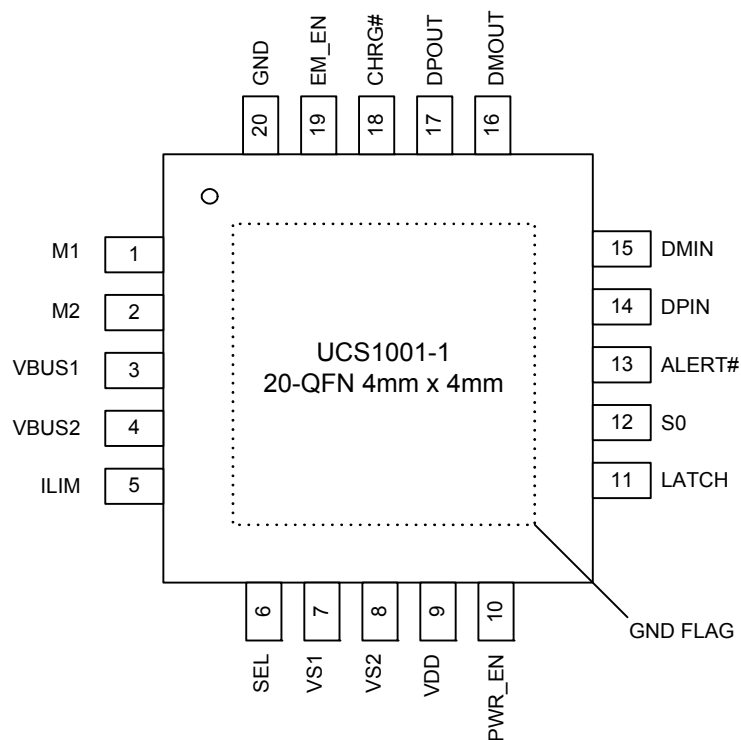 GND
EM_EN
CHRG#
DPOUT
DMOUT
20
19
18
17
16
M1 1
M2 2
VBUS1 3
VBUS2 4
ILIM 5
UCS1001-1
20-QFN 4mm x 4mm
15 DMIN
14 DPIN
13 ALERT#
12 S0
11 LATCH
6
7
8
9
10
SEL
VS1
VS2
VDD
PWR_EN
GND FLAG